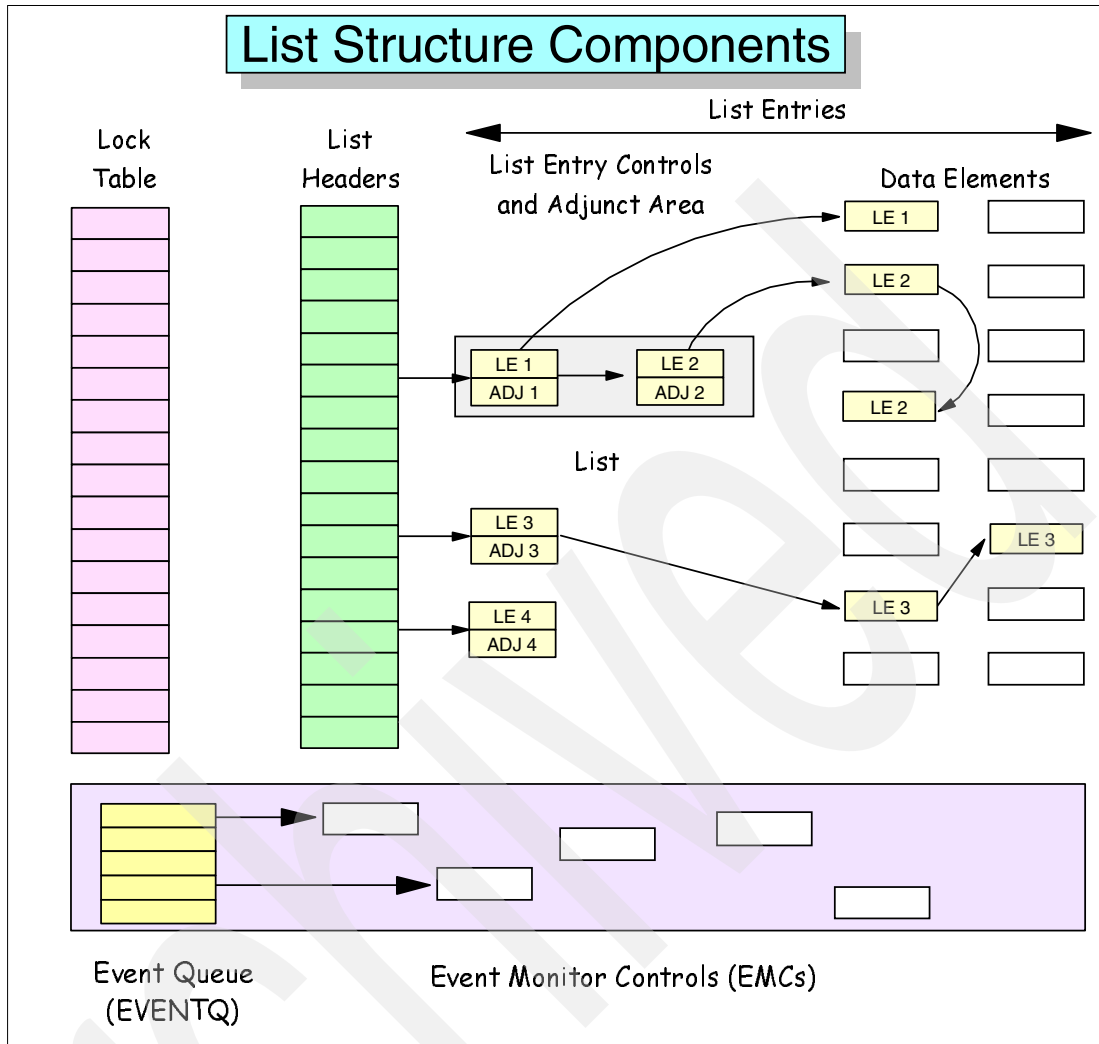 List Structure Components
List Entries
Lock
Table
List
Headers
List Entry Controls
and Adjunct Area
Data Elements
LE 1
LE 2
LE 1
ADJ 1
LE 2
ADJ 2
LE 2
List
LE 3
ADJ 3
LE 3
LE 3
LE 4
ADJ 4
Event Queue
(EVENTQ)
Event Monitor Controls (EMCs)